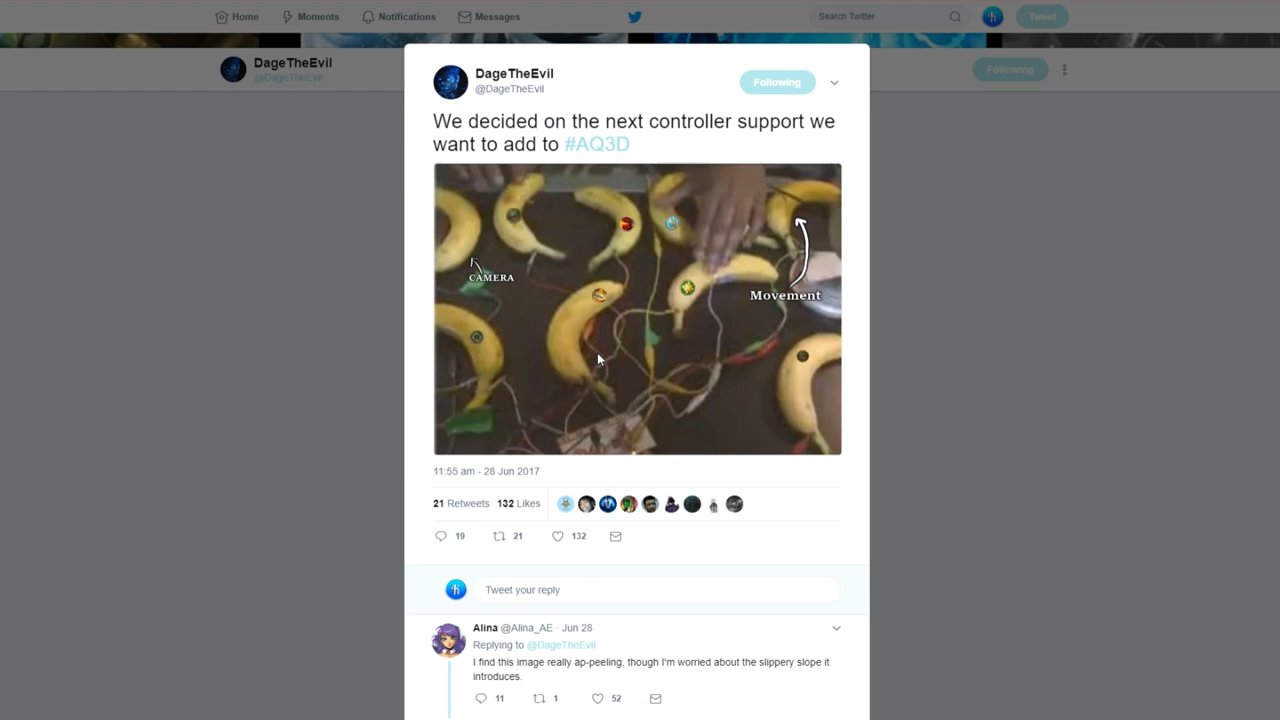 Home
Moments
Notifications
Messages
Search Twitter
Tweet
DageTheEvil
@DageTheEvil
Following
DageTheEvil
@DageTheEvil
Following
We decided on the next controller support we
want to add to #AQ3D
CAMERA
Movement
11:55 am - 28 Jun 2017
21 Retweets 132 Likes
19 21 132
Tweet your reply
Alina @Alina_AE · Jun 28
Replying to @DageTheEvil
I find this image really ap-peeling, though I'm worried about the slippery slope it
introduces.
11 1 52